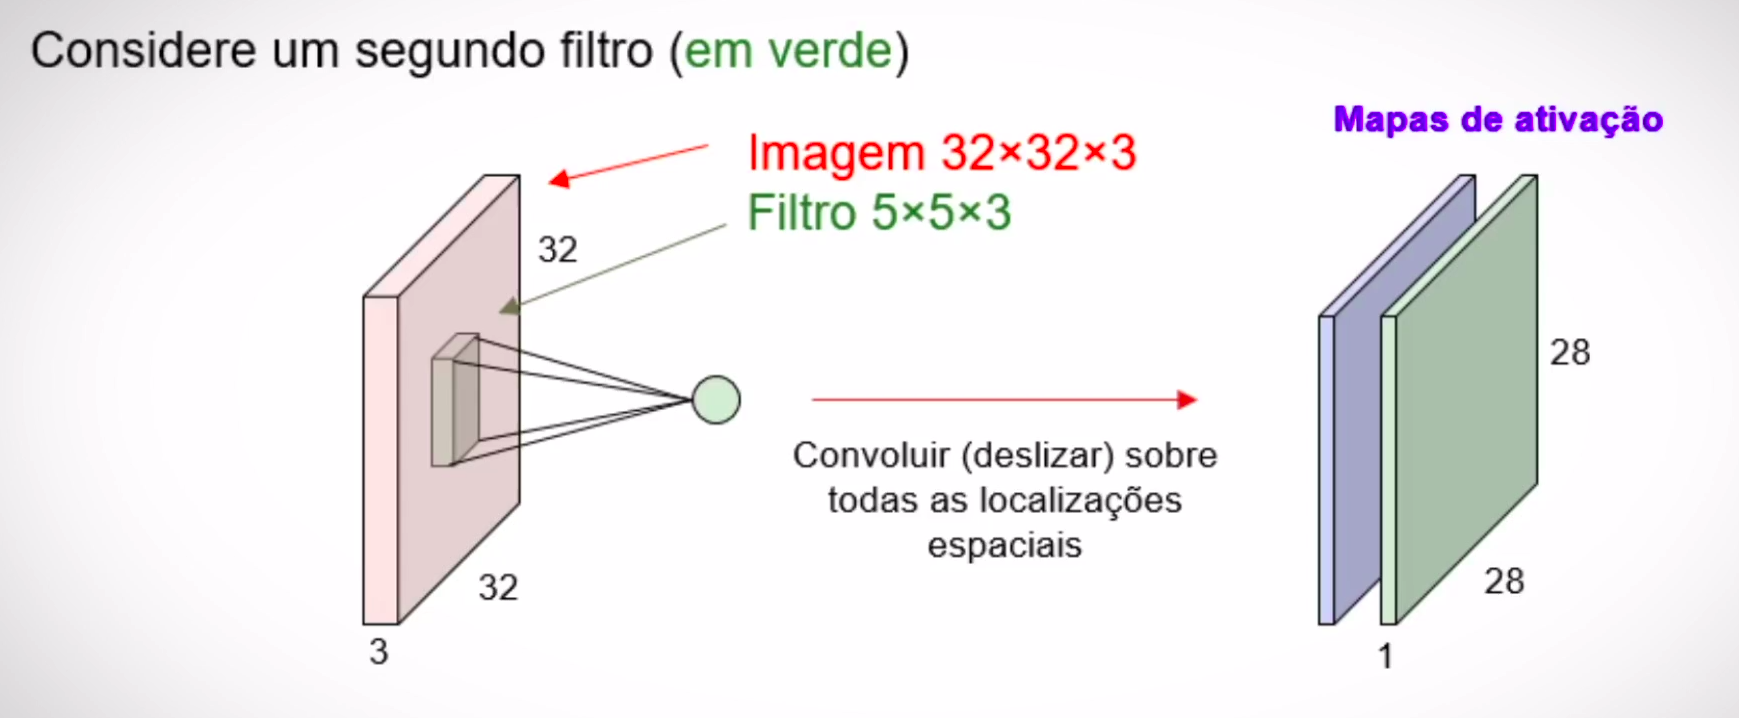 Considere um segundo filtro (em verde)
Mapas de ativação
Imagem 32×32×3
Filtro 5×5×3
32
28
Convoluir (deslizar) sobre
todas as localizações
espaciais
32
28
3
1